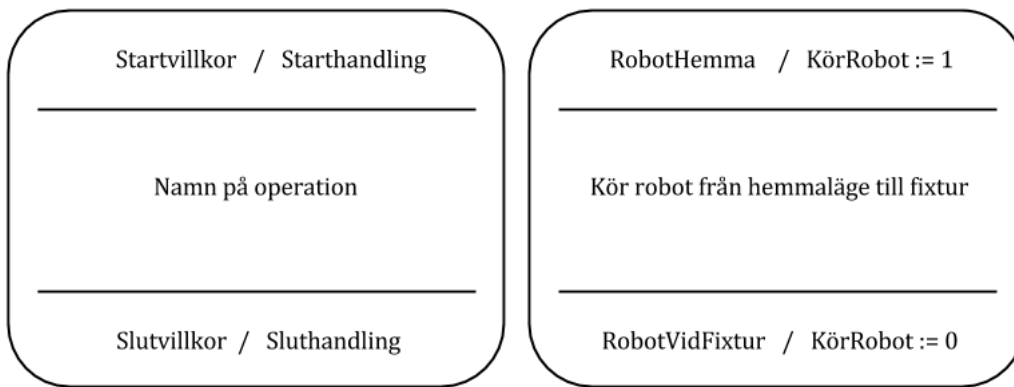 Startvillkor / Starthandling
Namn på operation
Slutvillkor / Sluthandling
RobotHemma / KörRobot := 1
Kör robot från hemmaläge till fixtur
RobotVidFixtur / KörRobot := 0